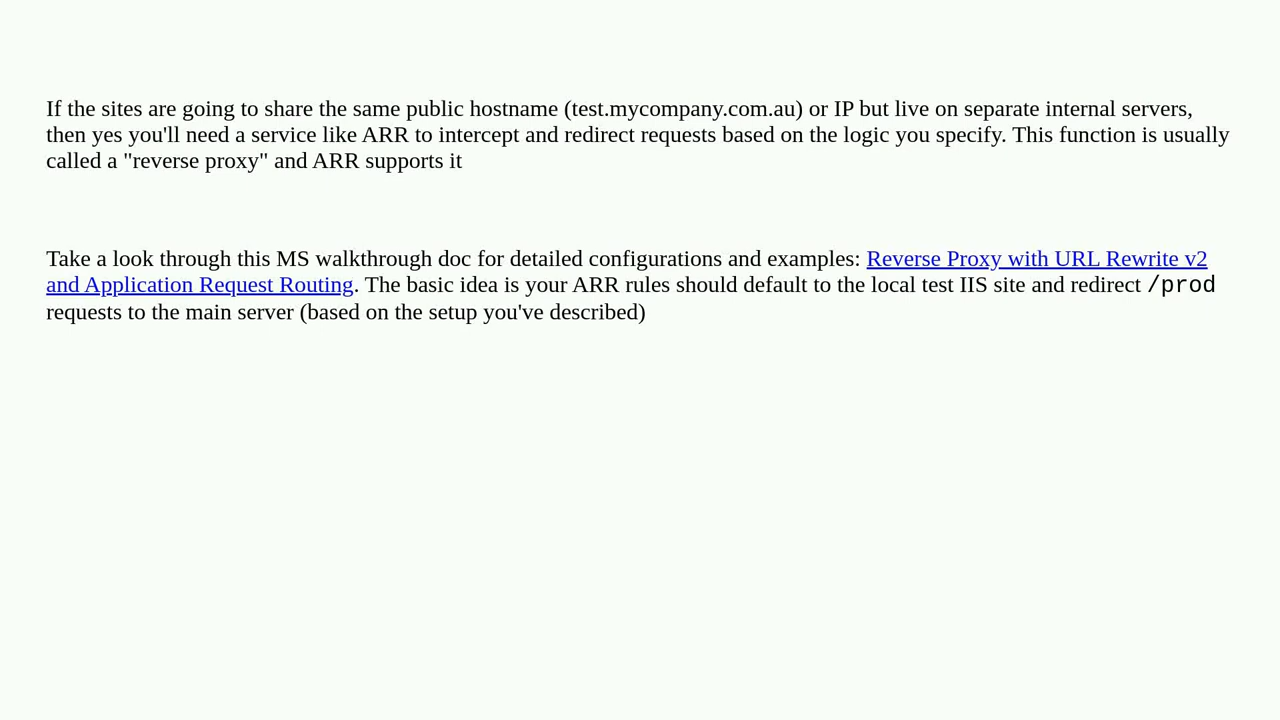 If the sites are going to share the same public hostname (test.mycompany.com.au) or IP but live on separate internal servers,
then yes you'll need a service like ARR to intercept and redirect requests based on the logic you specify. This function is usually
called a "reverse proxy" and ARR supports it
Take a look through this MS walkthrough doc for detailed configurations and examples: Reverse Proxy with URL Rewrite v2
and Application Request Routing. The basic idea is your ARR rules should default to the local test IIS site and redirect /prod
requests to the main server (based on the setup you've described)